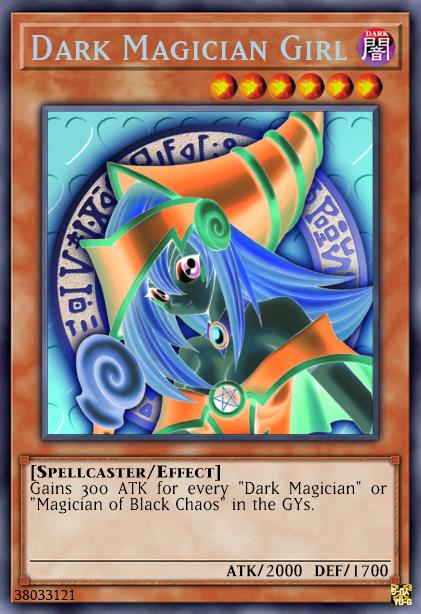 Dark Magician Girl
DARK
闇
[Spellcaster/Effect]
Gains 300 ATK for every "Dark Magician" or
"Magician of Black Chaos" in the GYs.
ATK/2000 DEF/1700
38033121